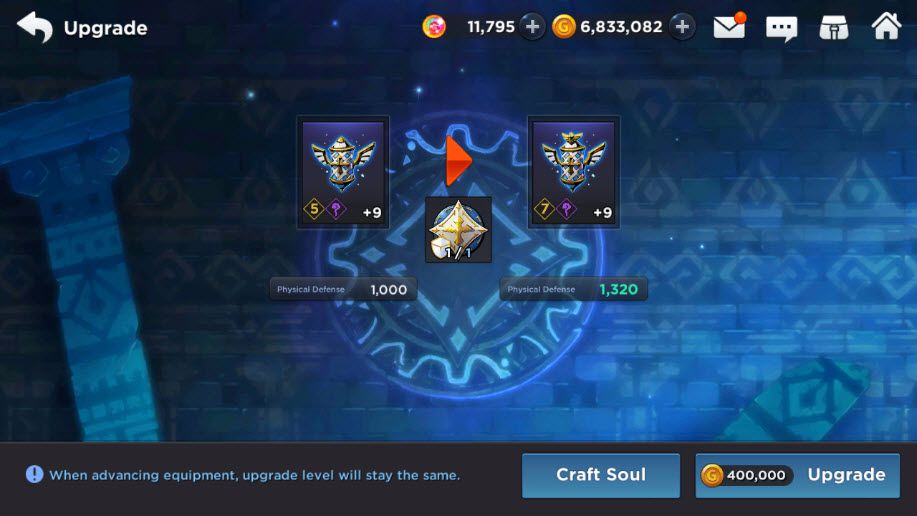 Upgrade
11,795
6,833,082
5
+9
7
+9
1/1
Physical Defense 1,000
Physical Defense 1,320
When advancing equipment, upgrade level will stay the same.
Craft Soul
400,000 Upgrade